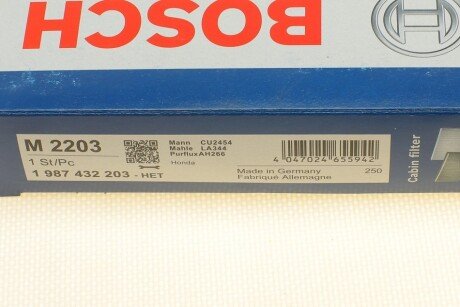 BOSCH
M 2203
1 St/Pc
1 987 432 203 - HET
Mann CU2454
Mahle LA344
Purflux AH266
Honda
4 047024 655942
Made in Germany 250
Fabriqué Allemagne
Cabin filter